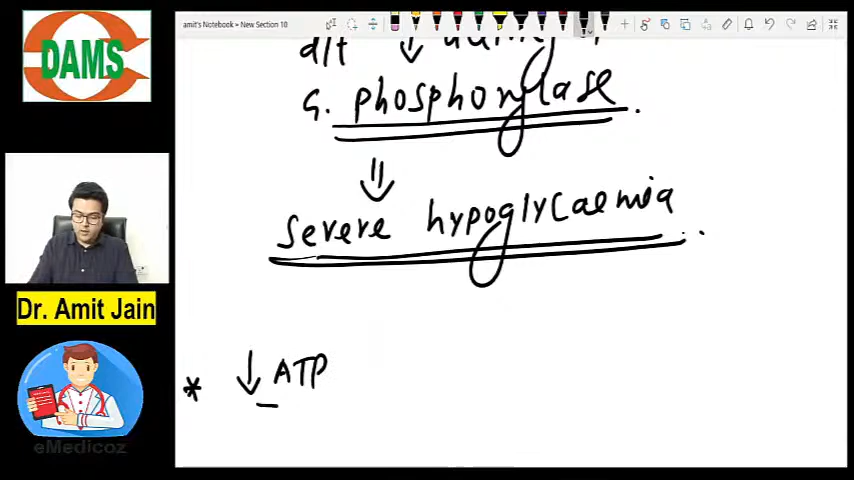 amit's Notebook > New Section 10
DAMS
d/t ↓
G. phosphorylase.
⇓
severe hypoglycaemia.
Dr. Amit Jain
* ↓ ATP
eMedicoz